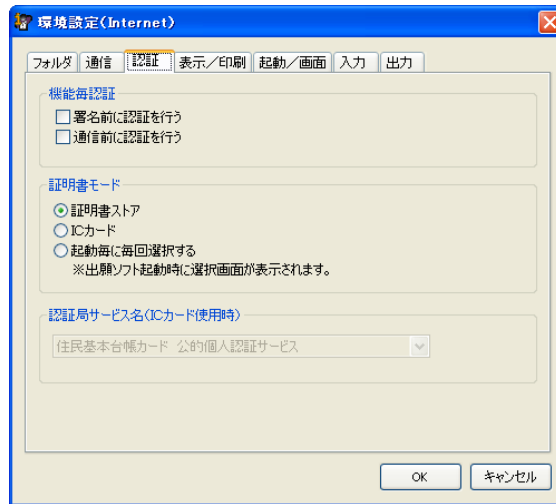 環境設定(Internet)
フォルダ 通信 認証 表示／印刷 起動／画面 入力 出力
機能毎認証
署名前に認証を行う
通信前に認証を行う
証明書モード
証明書ストア
ICカード
起動毎に毎回選択する
※出願ソフト起動時に選択画面が表示されます。
認証局サービス名(ICカード使用時)
住民基本台帳カード 公的個人認証サービス
OK キャンセル